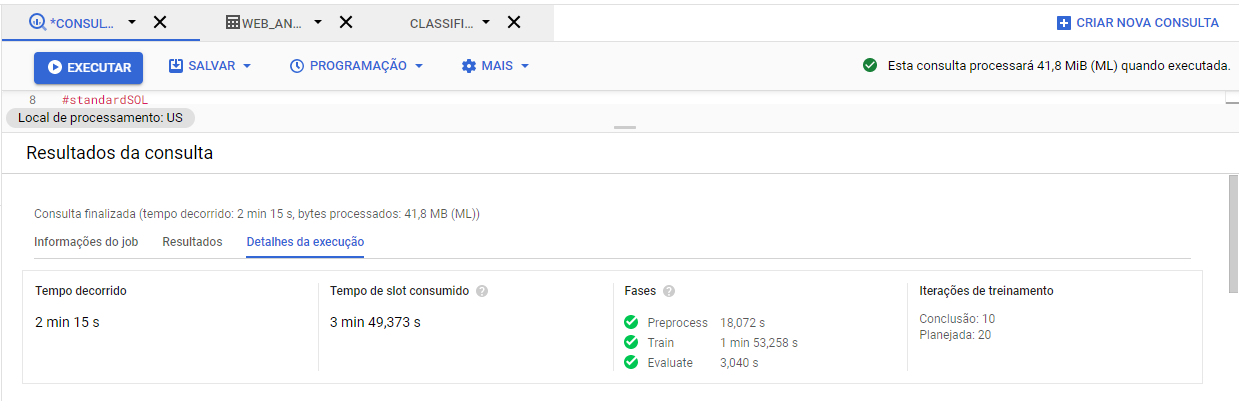 *CONSUL... WEB_AN... CLASSIFI... CRIAR NOVA CONSULTA
EXECUTAR SALVAR PROGRAMAÇÃO MAIS Esta consulta processará 41,8 MiB (ML) quando executada.
8 #standardSQL
Local de processamento: US
Resultados da consulta
Consulta finalizada (tempo decorrido: 2 min 15 s, bytes processados: 41,8 MB (ML))
Informações do job Resultados Detalhes da execução
Tempo decorrido Tempo de slot consumido Fases Iterações de treinamento
2 min 15 s 3 min 49,373 s Preprocess 18,072 s Conclusão: 10
Train 1 min 53,258 s Planejada: 20
Evaluate 3,040 s